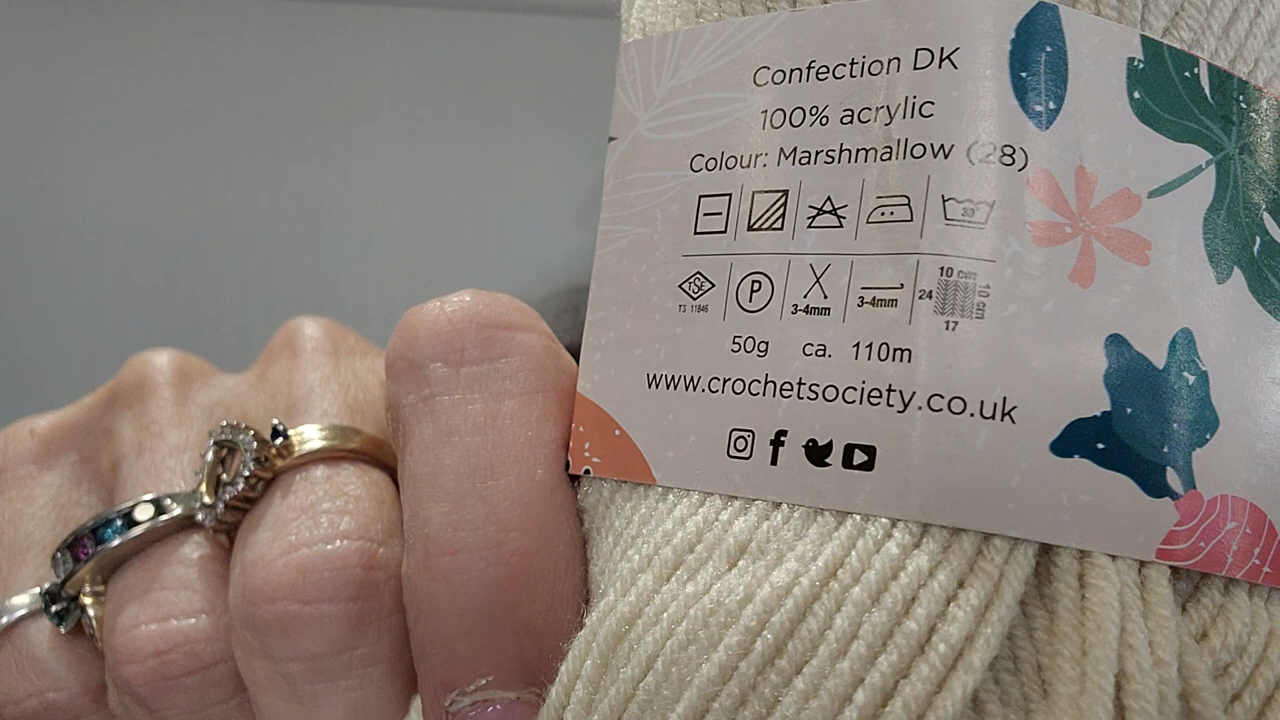 Confection DK
100% acrylic
Colour: Marshmallow (28)
30°
TSE
TS 11846
P
3-4mm
3-4mm
10 cm
24
10 cm
17
50g ca. 110m
www.crochetsociety.co.uk